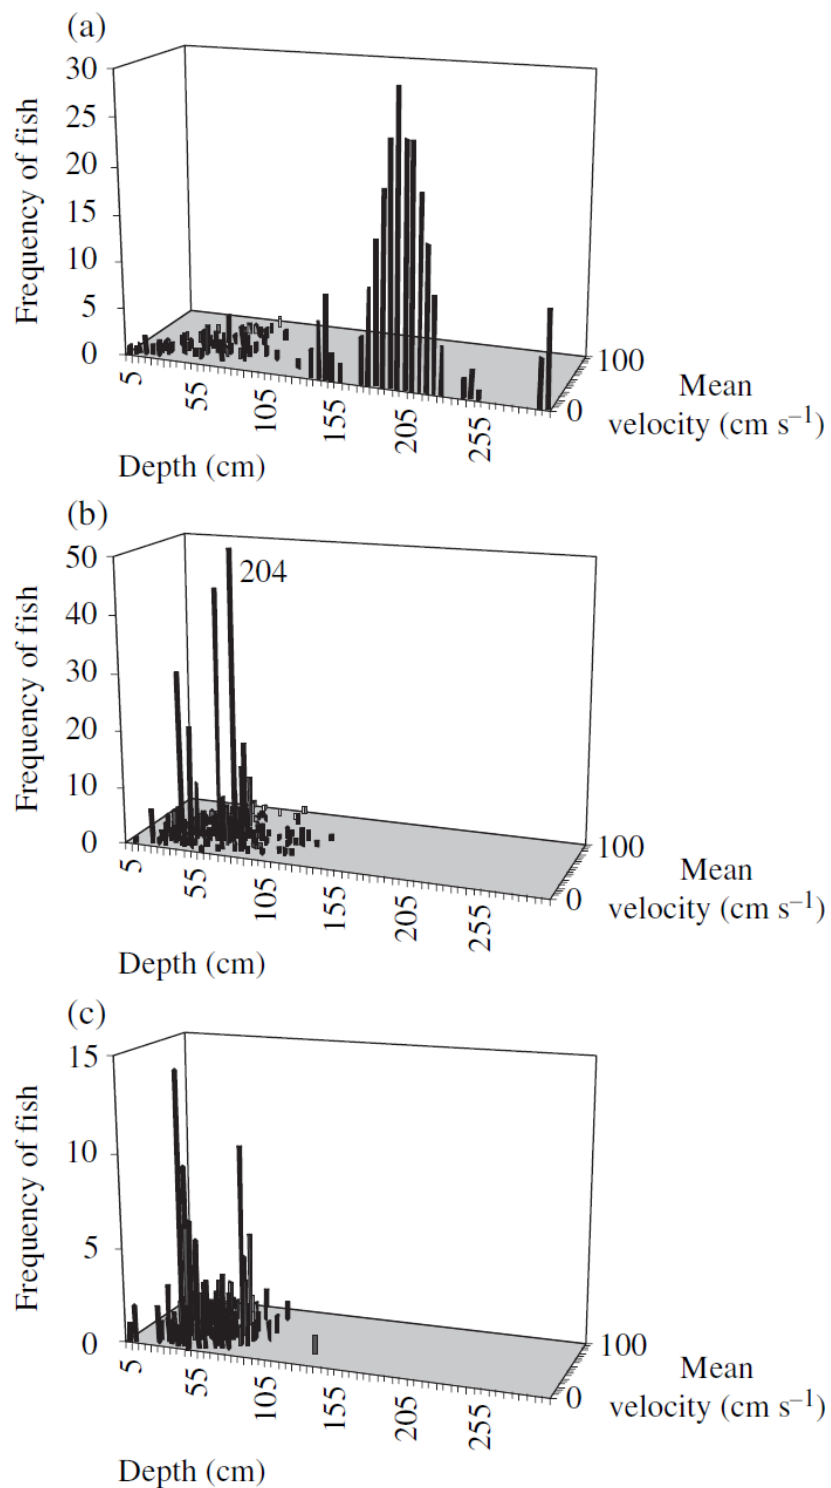 (a)
30
25
20
15
10
5
0
Frequency of fish
5
55
105
155
205
255
Depth (cm)
100
0
Mean
velocity (cm s–1)
(b)
50
40
30
20
10
0
Frequency of fish
204
5
55
105
155
205
255
Depth (cm)
100
0
Mean
velocity (cm s–1)
(c)
15
10
5
0
Frequency of fish
5
55
105
155
205
255
Depth (cm)
100
0
Mean
velocity (cm s–1)